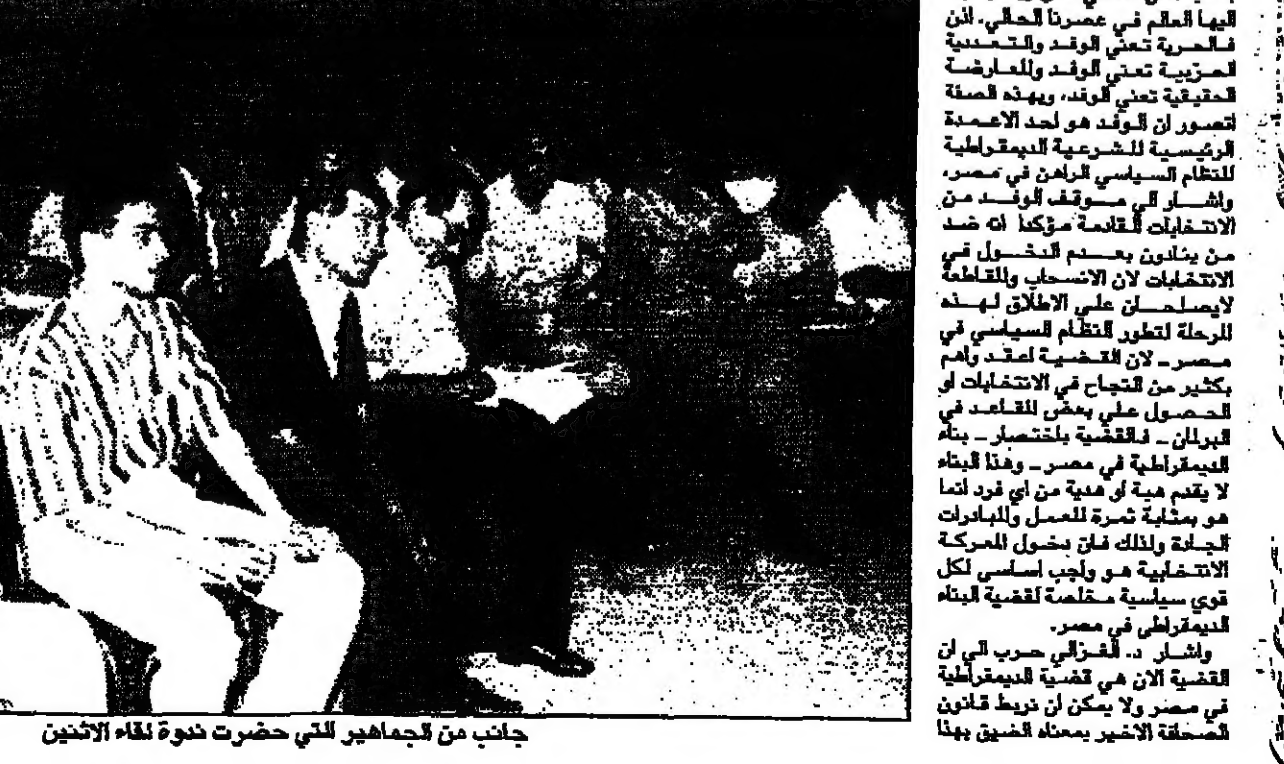 اليها العالم في عصرنا الحالي. اذن
فالحرية تعني الوفد والتعددية
الحزبية تعني الوفد والمعارضة
الحقيقية تعني الوفد، وبهذه الصفة
اتصور ان الوفد هو احد الاعمدة
الرئيسية للشرعية الديمقراطية
للنظام السياسي الراهن في مصر،
واشار الي موقف الوفد من
الانتخابات القادمة مؤكدا انه ضد
من ينادون بعدم الدخول في
الانتخابات لان الانسحاب والمقاطعة
لايصلحان علي الاطلاق لهذه
المرحلة لتطور النظام السياسي في
مصر ـ لان القضية اعقد واهم
بكثير من النجاح في الانتخابات او
الحصول علي بعض المقاعد في
البرلمان ـ فالقضية باختصار ـ بناء
الديمقراطية في مصر ـ وهذا البناء
لا يقدم هبة أو هدية من اي فرد انما
هو بمثابة ثمرة للعمل والمبادرات
الجادة ولذلك فان دخول المعركة
الانتخابية هو واجب اساسي لكل
قوي سياسية مخلصة لقضية البناء
الديمقراطي في مصر.
واشار د. الغزالي حرب الي ان
القضية الآن هي قضية الديمقراطية
في مصر ولا يمكن أن نربط قانون
الصحافة الاخير بمعناه الضيق بهذا
جانب من الجماهير التي حضرت ندوة لقاء الاثنين